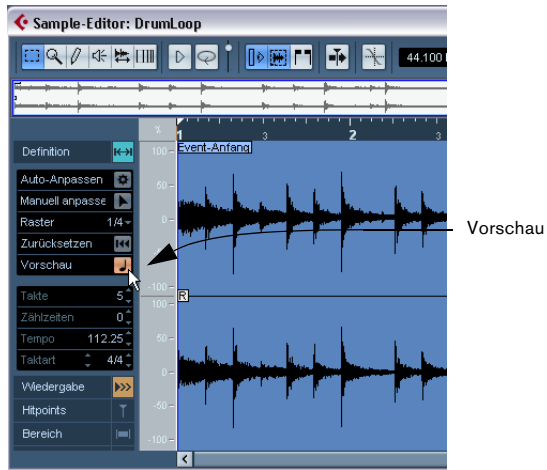 Sample-Editor: DrumLoop
44.100
%
1 3 2 3
Definition
100
Event-Anfang
Auto-Anpassen
50
Manuell anpasse
Raster 1/4
0
Zurücksetzen
Vorschau
Vorschau
-100
R
100
Takte 5
Zählzeiten 0
Tempo 112.25
50
Taktart 4/4
0
Wiedergabe
-50
Hitpoints
Bereich
-100